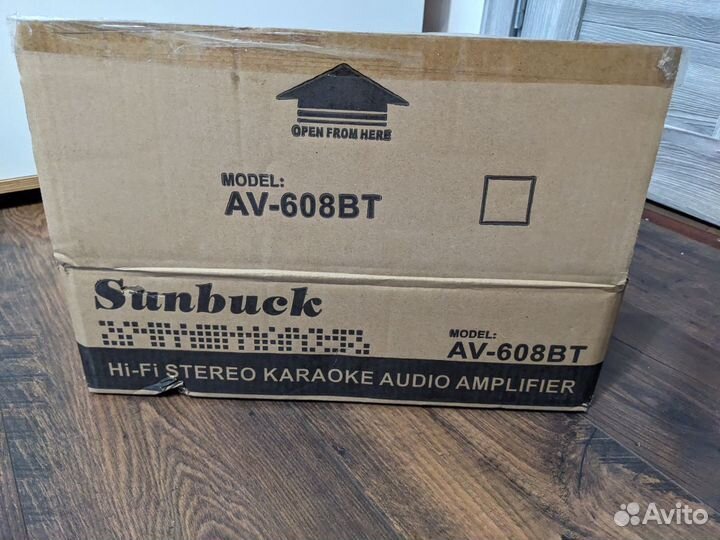 OPEN FROM HERE
MODEL:
AV-608BT
Sunbuck
MODEL:
AV-608BT
Hi-Fi STEREO KARAOKE AUDIO AMPLIFIER
Avito